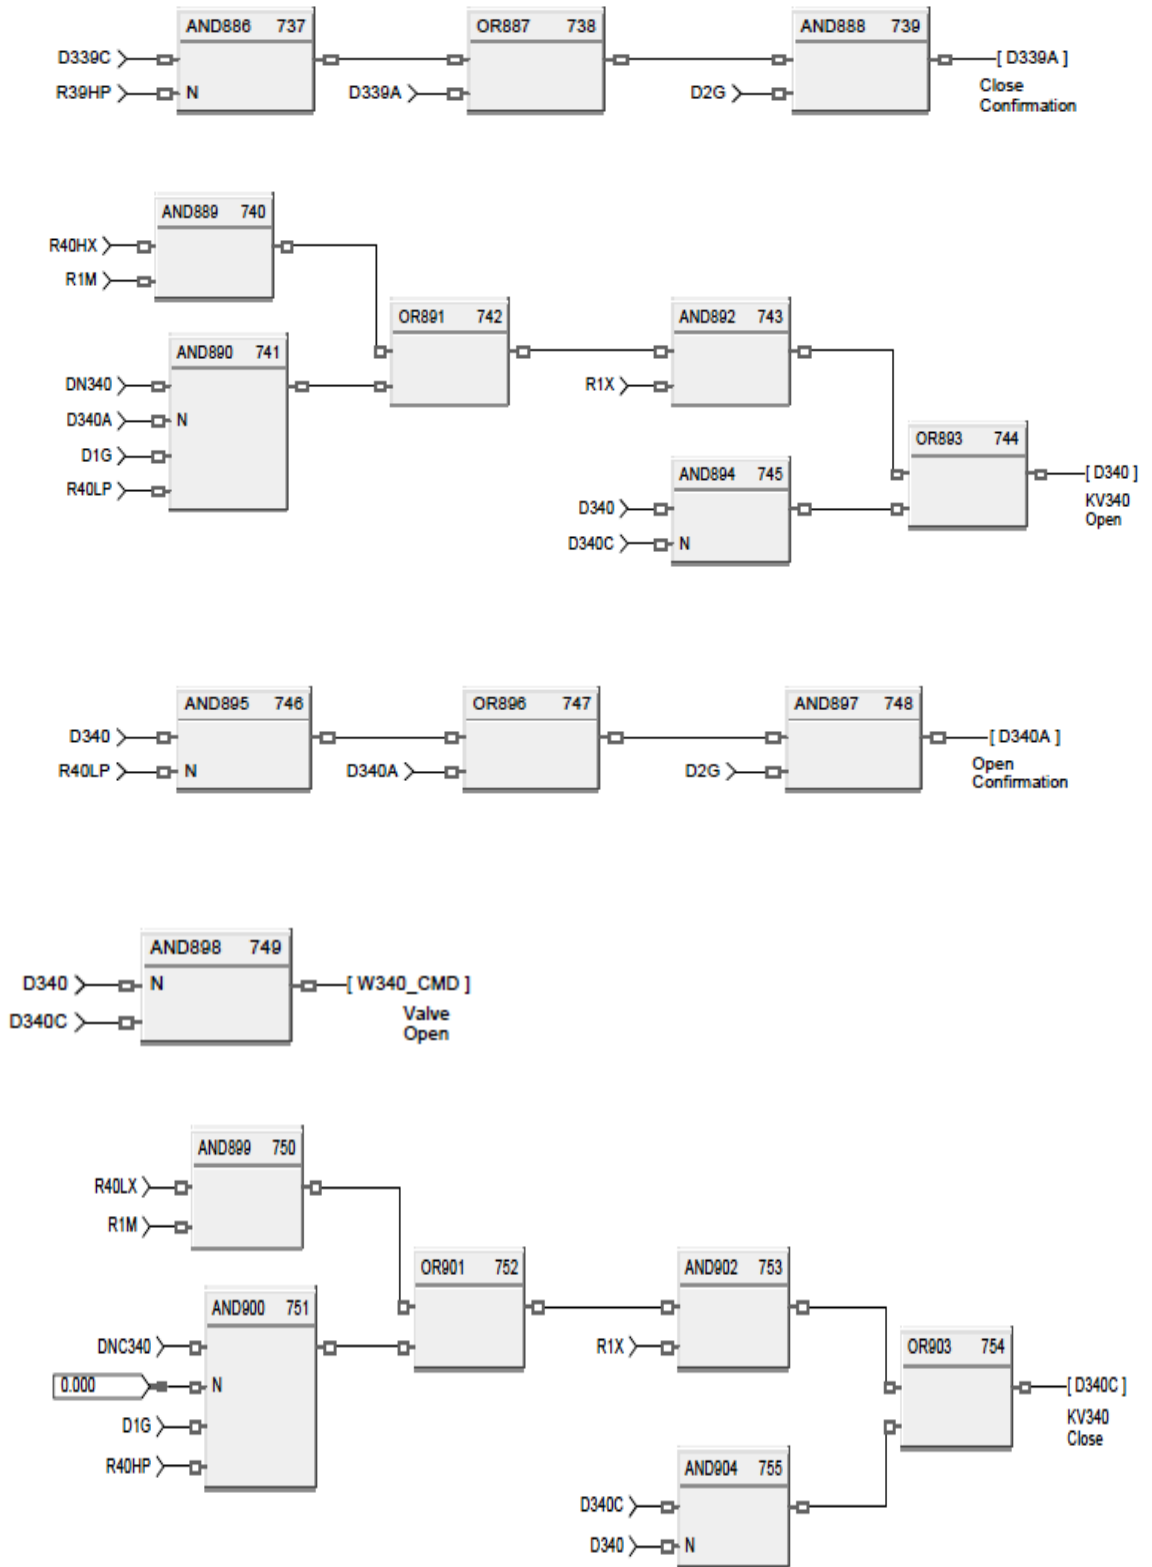 AND886 737
OR887 738
AND888 739
D339C
[ D339A ]
R39HP
N
D339A
D2G
Close
Confirmation
AND889 740
R40HX
R1M
OR891 742
AND892 743
AND890 741
DN340
R1X
D340A
N
OR893 744
D1G
AND894 745
[ D340 ]
R40LP
D340
KV340
Open
D340C
N
AND895 746
OR896 747
AND897 748
D340
[ D340A ]
R40LP
N
D340A
D2G
Open
Confirmation
AND898 749
D340
N
[ W340_CMD ]
D340C
Valve
Open
AND899 750
R40LX
R1M
OR901 752
AND902 753
AND900 751
DNC340
R1X
OR903 754
0.000
N
[ D340C ]
D1G
KV340
Close
R40HP
AND904 755
D340C
D340
N